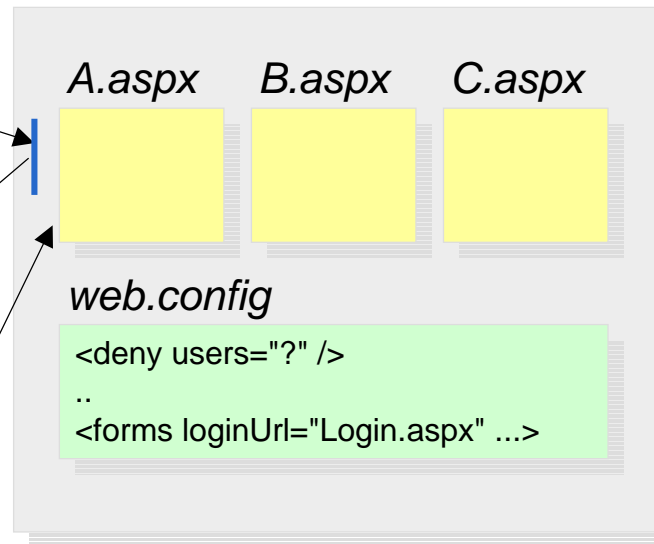 A.aspx B.aspx C.aspx
web.config
<deny users="?" />
..
<forms loginUrl="Login.aspx" ...>